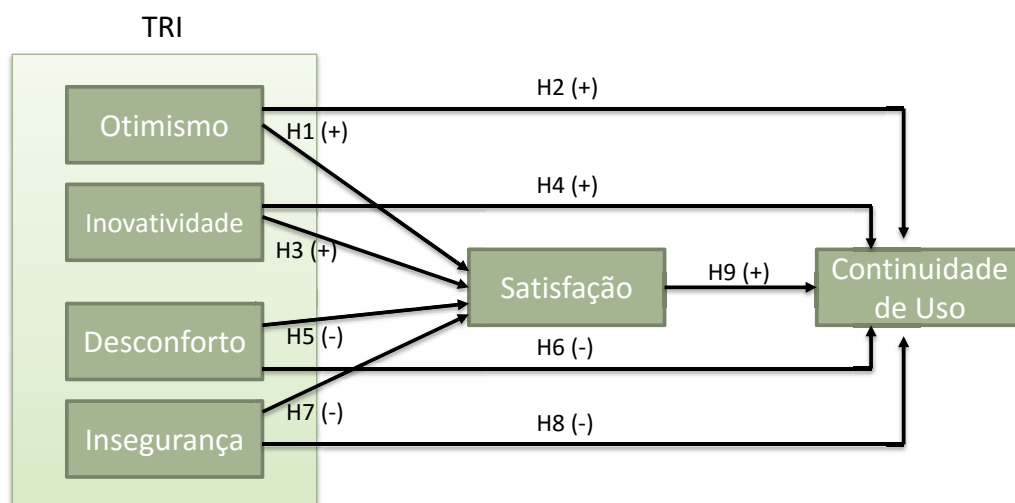 TRI
H2 (+)
Otimismo
H1 (+)
H4 (+)
Inovatividade
H3 (+)
Satisfação
H9 (+)
Continuidade
de Uso
Desconforto
H5 (-)
H6 (-)
H7 (-)
Insegurança
H8 (-)